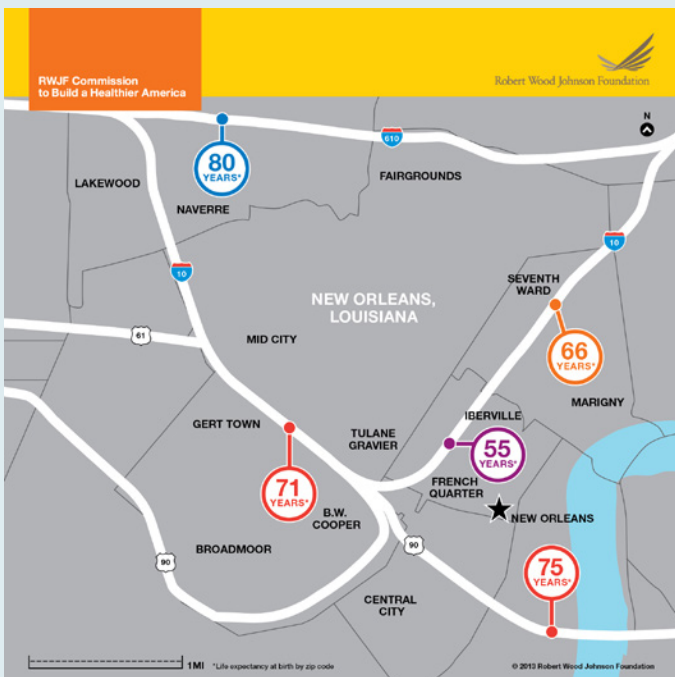 RWJF Commission
to Build a Healthier America
Robert Wood Johnson Foundation
N
610
80
YEARS*
LAKEWOOD
FAIRGROUNDS
NAVERRE
10
10
SEVENTH
WARD
NEW ORLEANS,
LOUISIANA
61
MID CITY
66
YEARS*
MARIGNY
IBERVILLE
GERT TOWN
TULANE
GRAVIER
55
YEARS*
FRENCH
QUARTER
71
YEARS*
B.W.
COOPER
NEW ORLEANS
BROADMOOR
90
90
75
YEARS*
CENTRAL
CITY
1MI
*Life expectancy at birth by zip code
© 2013 Robert Wood Johnson Foundation